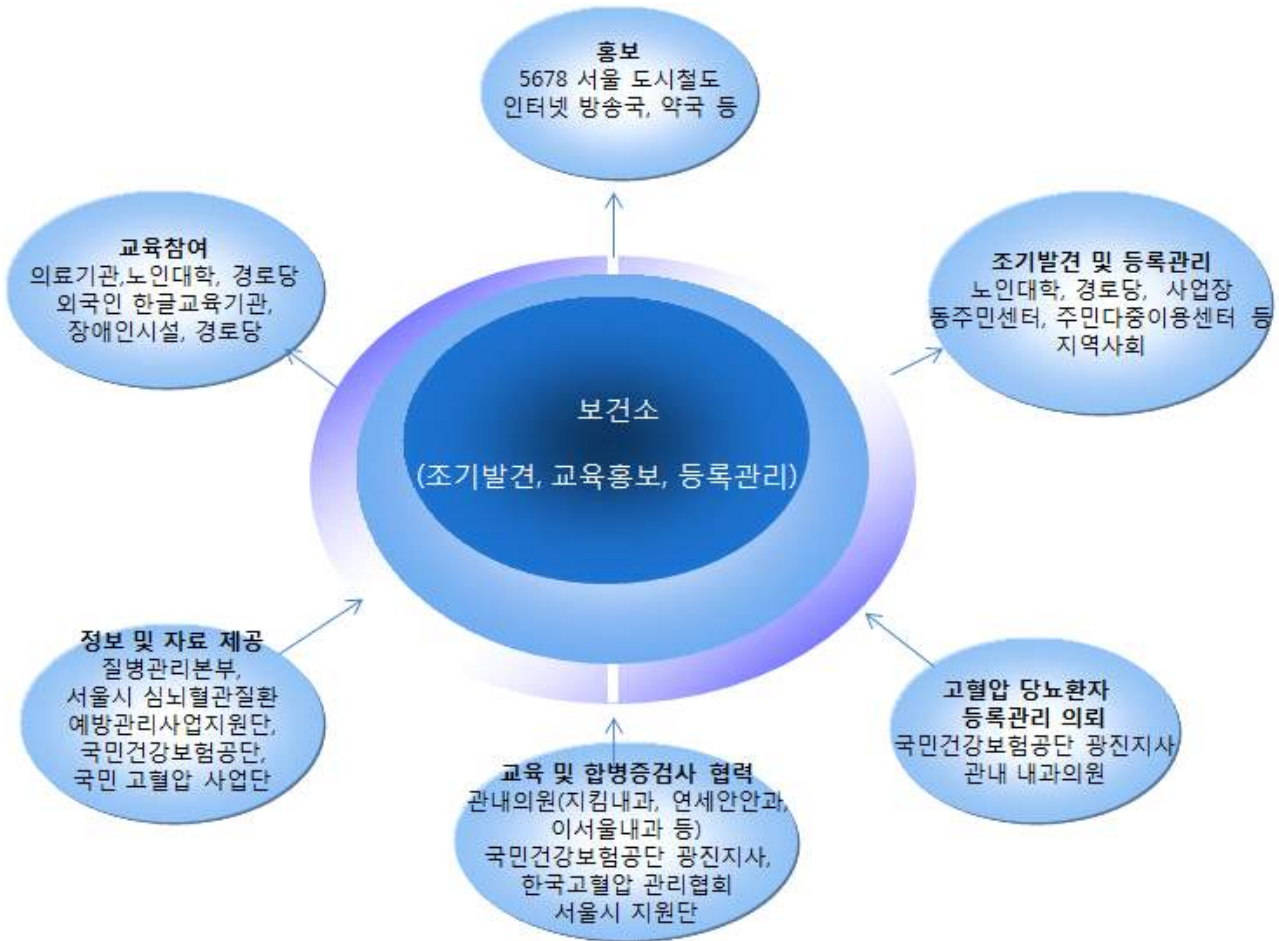 홍보
5678 서울 도시철도
인터넷 방송국, 약국 등
교육참여
의료기관,노인대학, 경로당
외국인 한글교육기관,
장애인시설, 경로당
조기발견 및 등록관리
노인대학, 경로당, 사업장
동주민센터, 주민다중이용센터 등
지역사회
보건소
(조기발견, 교육홍보, 등록관리)
정보 및 자료 제공
질병관리본부,
서울시 심뇌혈관질환
예방관리사업지원단,
국민건강보험공단,
국민 고혈압 사업단
교육 및 합병증검사 협력
관내의원(지킴내과, 연세안안과,
이서울내과 등)
국민건강보험공단 광진지사,
한국고혈압 관리협회
서울시 지원단
고혈압 당뇨환자
등록관리 의뢰
국민건강보험공단 광진지사
관내 내과의원